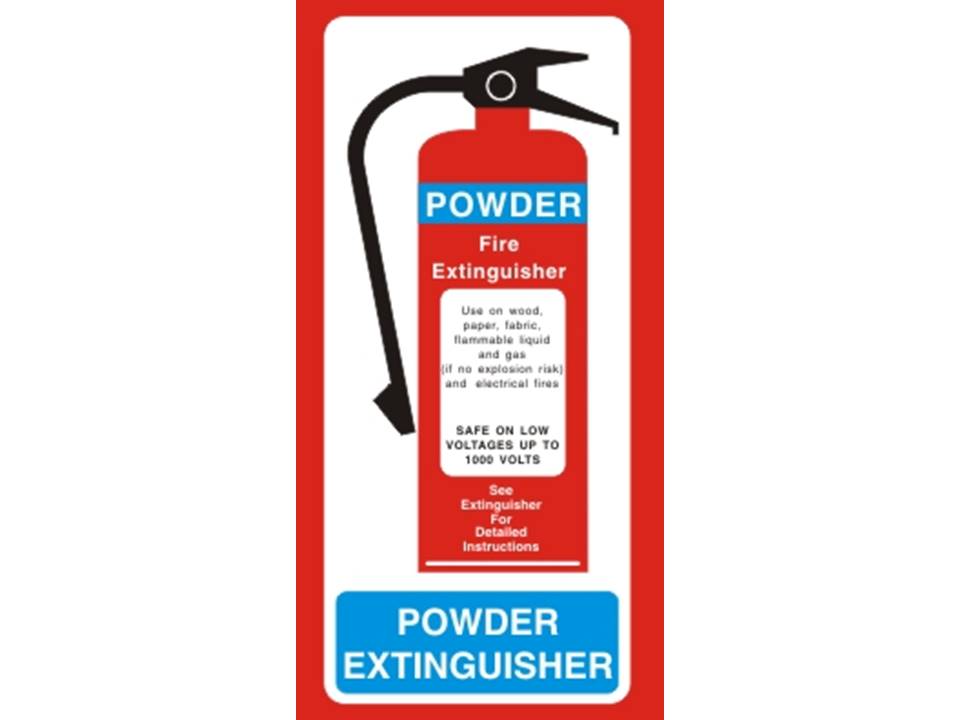 POWDER
Fire
Extinguisher
Use on wood,
paper, fabric,
flammable liquid
and gas
(if no explosion risk)
and electrical fires
SAFE ON LOW
VOLTAGES UP TO
1000 VOLTS
See
Extinguisher
For
Detailed
Instructions
POWDER
EXTINGUISHER